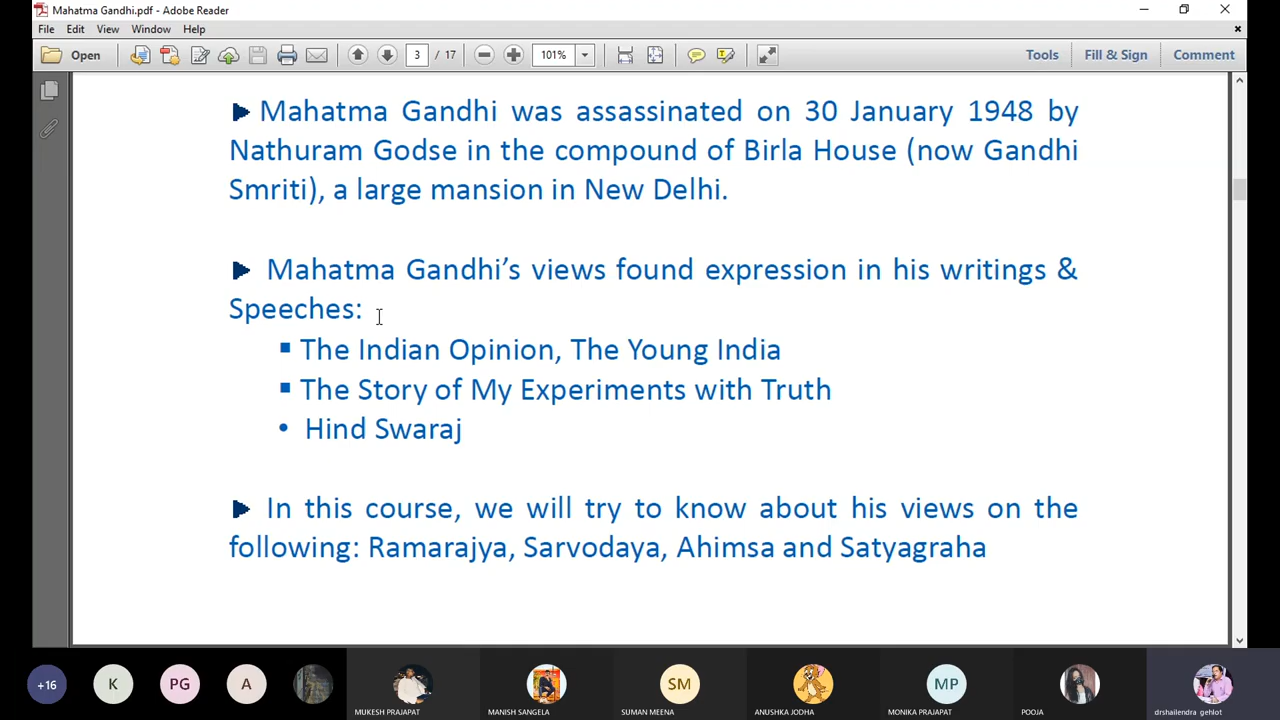 Mahatma Gandhi.pdf - Adobe Reader
File Edit View Window Help
Open 3 / 17 101% Tools Fill & Sign Comment
Mahatma Gandhi was assassinated on 30 January 1948 by
Nathuram Godse in the compound of Birla House (now Gandhi
Smriti), a large mansion in New Delhi.
Mahatma Gandhi's views found expression in his writings &
Speeches:
The Indian Opinion, The Young India
The Story of My Experiments with Truth
• Hind Swaraj
In this course, we will try to know about his views on the
following: Ramarajya, Sarvodaya, Ahimsa and Satyagraha
+16 K PG A SM MP
MUKESH PRAJAPAT MANISH SANGELA SUMAN MEENA ANUSHKA JODHA MONIKA PRAJAPAT POOJA drshailendra gehlot